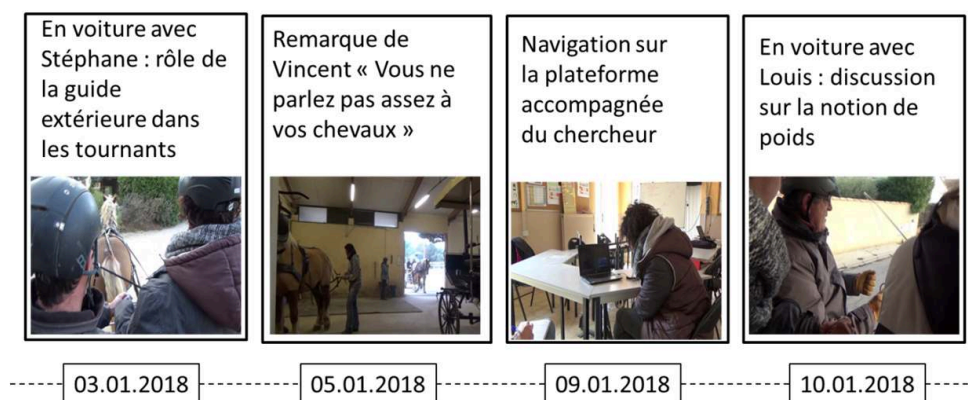 En voiture avec
Stéphane : rôle de
la guide
extérieure dans
les tournants
Remarque de
Vincent « Vous ne
parlez pas assez à
vos chevaux »
Navigation sur
la plateforme
accompagnée
du chercheur
En voiture avec
Louis : discussion
sur la notion de
poids
03.01.2018
05.01.2018
09.01.2018
10.01.2018